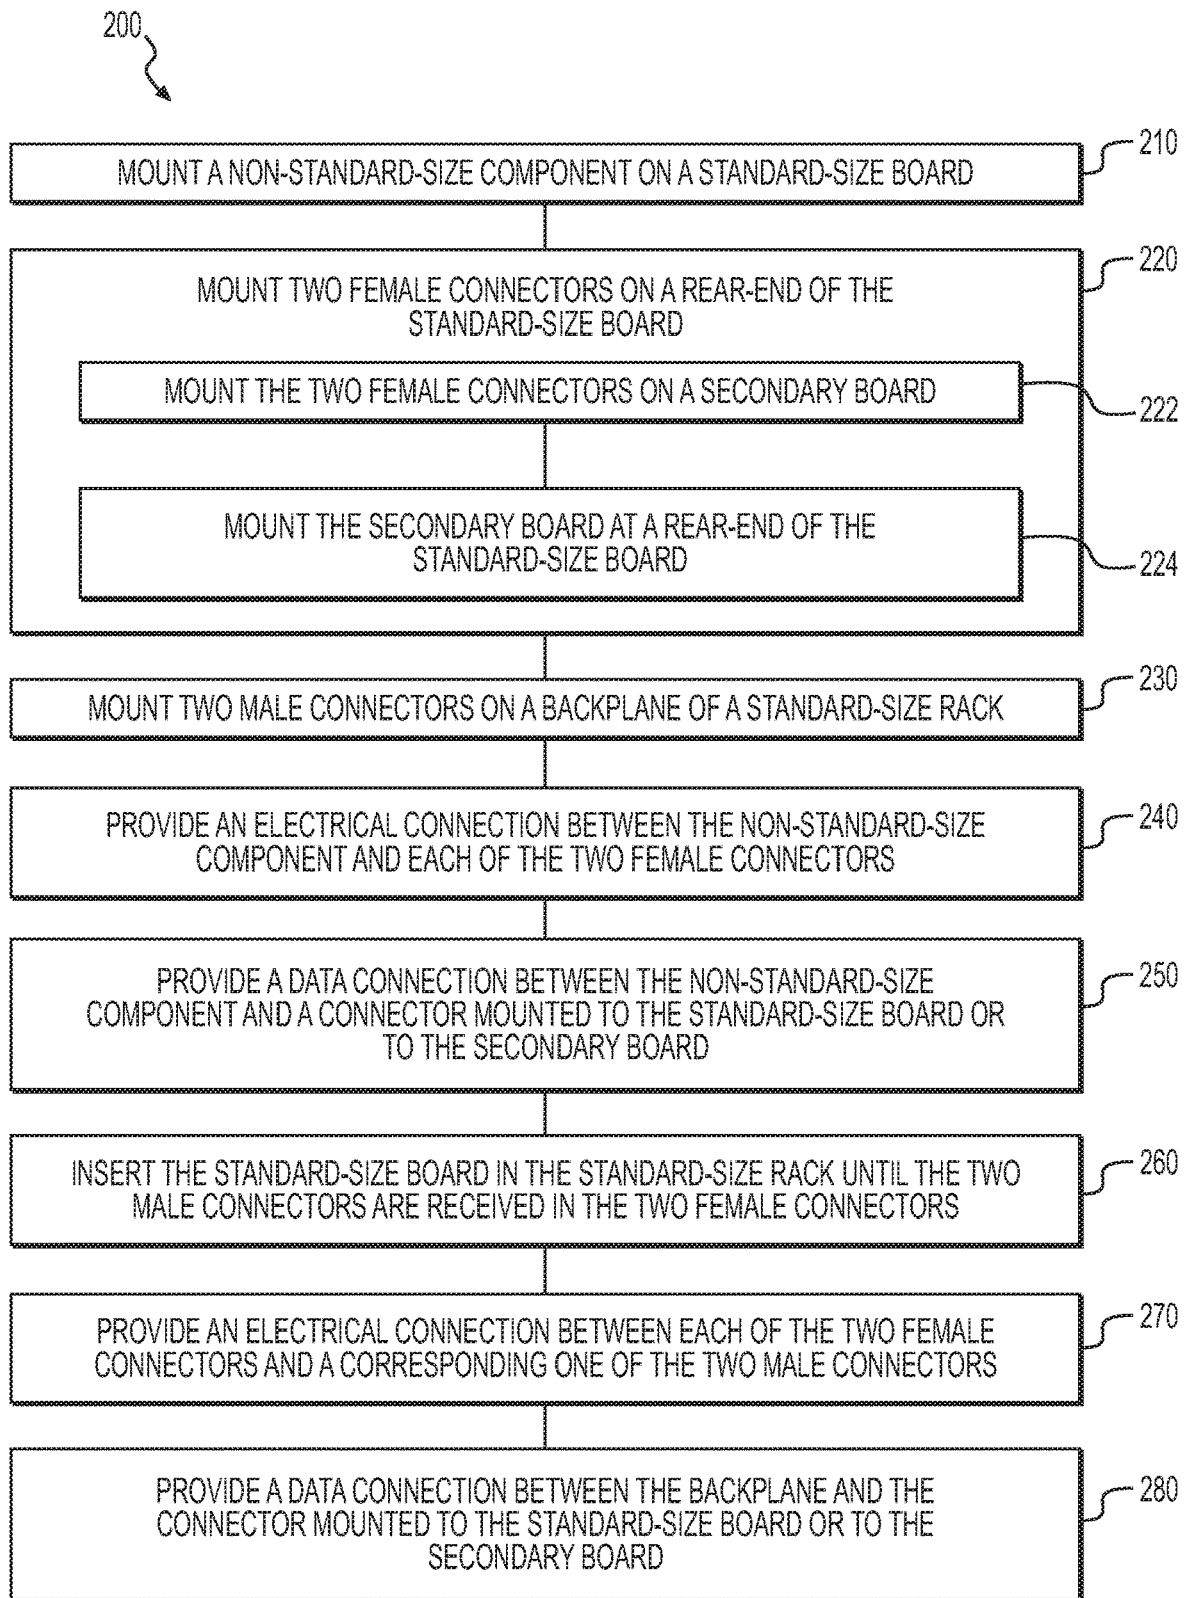 200
MOUNT A NON-STANDARD-SIZE COMPONENT ON A STANDARD-SIZE BOARD
210
MOUNT TWO FEMALE CONNECTORS ON A REAR-END OF THE
STANDARD-SIZE BOARD
220
MOUNT THE TWO FEMALE CONNECTORS ON A SECONDARY BOARD
222
MOUNT THE SECONDARY BOARD AT A REAR-END OF THE
STANDARD-SIZE BOARD
224
MOUNT TWO MALE CONNECTORS ON A BACKPLANE OF A STANDARD-SIZE RACK
230
PROVIDE AN ELECTRICAL CONNECTION BETWEEN THE NON-STANDARD-SIZE
COMPONENT AND EACH OF THE TWO FEMALE CONNECTORS
240
PROVIDE A DATA CONNECTION BETWEEN THE NON-STANDARD-SIZE
COMPONENT AND A CONNECTOR MOUNTED TO THE STANDARD-SIZE BOARD OR
TO THE SECONDARY BOARD
250
INSERT THE STANDARD-SIZE BOARD IN THE STANDARD-SIZE RACK UNTIL THE TWO
MALE CONNECTORS ARE RECEIVED IN THE TWO FEMALE CONNECTORS
260
PROVIDE AN ELECTRICAL CONNECTION BETWEEN EACH OF THE TWO FEMALE
CONNECTORS AND A CORRESPONDING ONE OF THE TWO MALE CONNECTORS
270
PROVIDE A DATA CONNECTION BETWEEN THE BACKPLANE AND THE
CONNECTOR MOUNTED TO THE STANDARD-SIZE BOARD OR TO THE
SECONDARY BOARD
280